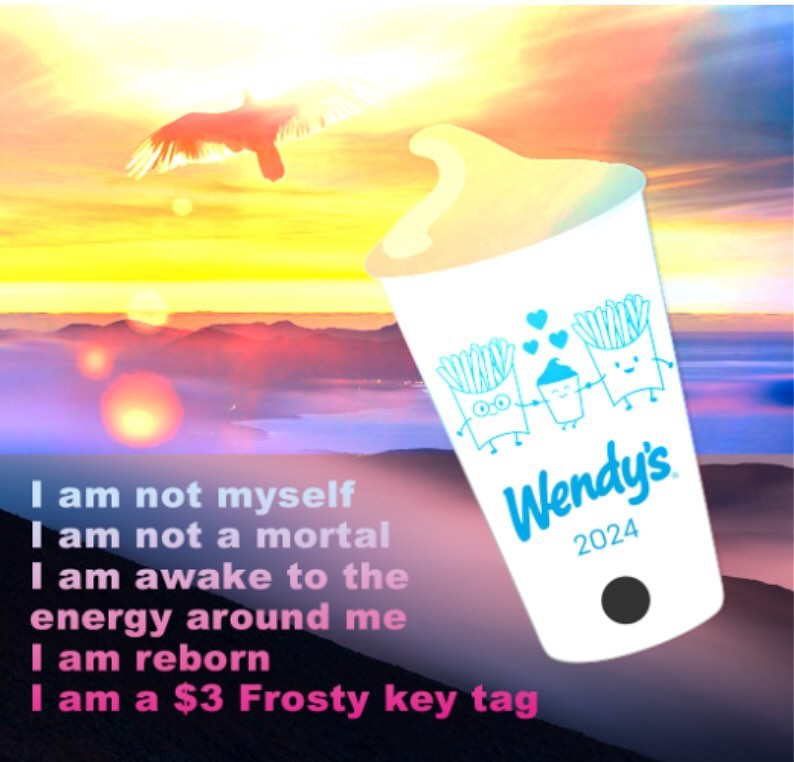 Wendy's
2024
I am not myself
I am not a mortal
I am awake to the
energy around me
I am reborn
I am a $3 Frosty key tag